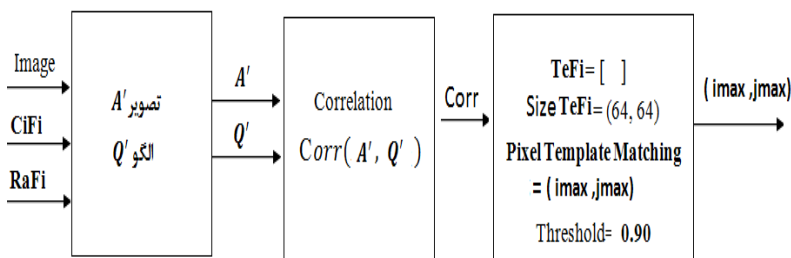 Image
CiFi
RaFi
تصویر A′
الگو Q′
A′
Q′
Correlation
Corr( A′, Q′ )
Corr
TeFi= [ ]
Size TeFi= (64, 64)
Pixel Template Matching
= ( imax ,jmax)
Threshold= 0.90
( imax ,jmax)